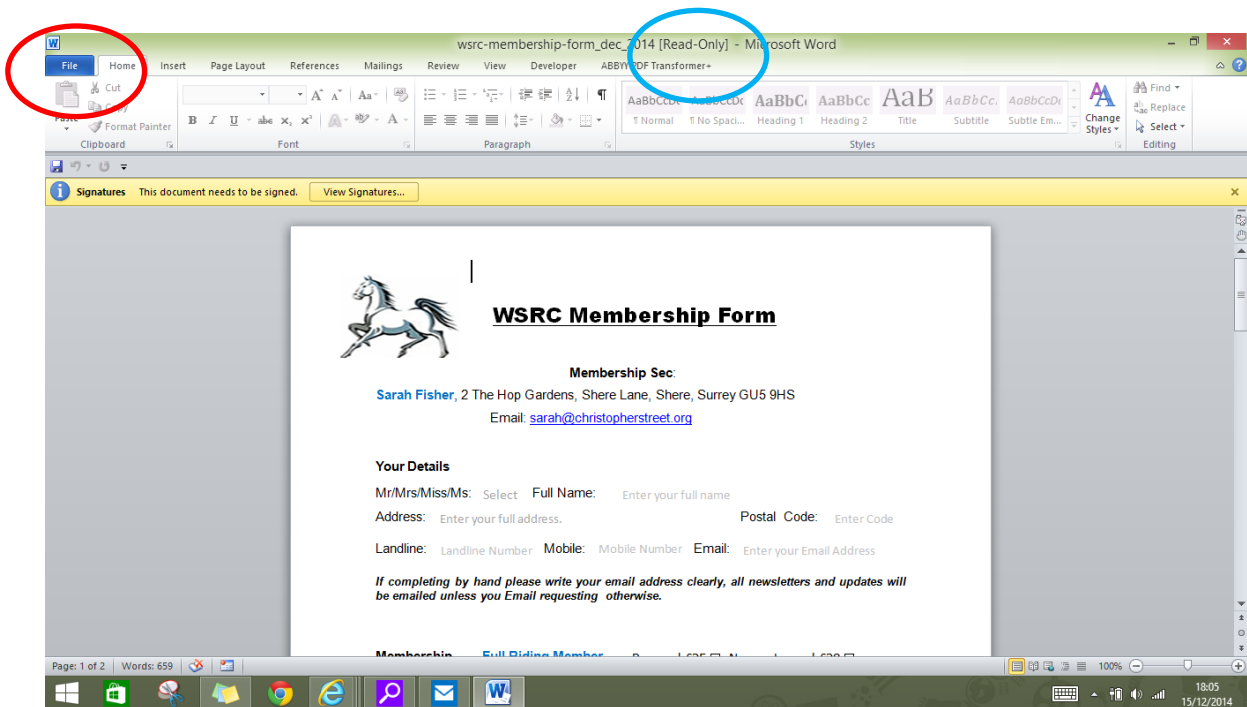 W wsrc-membership-form_dec_2014 [Read-Only] - Microsoft Word
File Home Insert Page Layout References Mailings Review View Developer ABBYY PDF Transformer+
Cut
Copy
Paste
Format Painter
AaBbCcDc AaBbCcDc AaBbC AaBbCc AaB AaBbCc. AaBbCcDc
¶ Normal ¶ No Spaci... Heading 1 Heading 2 Title Subtitle Subtle Em...
Change Styles
Find
Replace
Select
Clipboard Font Paragraph Styles Editing
Signatures This document needs to be signed. View Signatures...
WSRC Membership Form
Membership Sec:
Sarah Fisher, 2 The Hop Gardens, Shere Lane, Shere, Surrey GU5 9HS
Email: sarah@christopherstreet.org
Your Details
Mr/Mrs/Miss/Ms: Select Full Name: Enter your full name
Address: Enter your full address. Postal Code: Enter Code
Landline: Landline Number Mobile: Mobile Number Email: Enter your Email Address
If completing by hand please write your email address clearly, all newsletters and updates will
be emailed unless you Email requesting otherwise.
Membership Full Riding Member
Page: 1 of 2 Words: 659 100%
18:05
15/12/2014